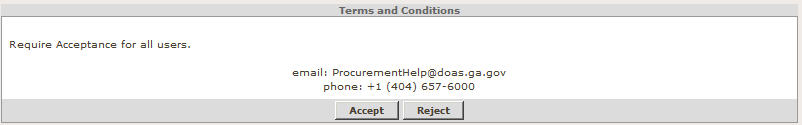 Terms and Conditions
Require Acceptance for all users.
email: ProcurementHelp@doas.ga.gov
phone: +1 (404) 657-6000
Accept Reject